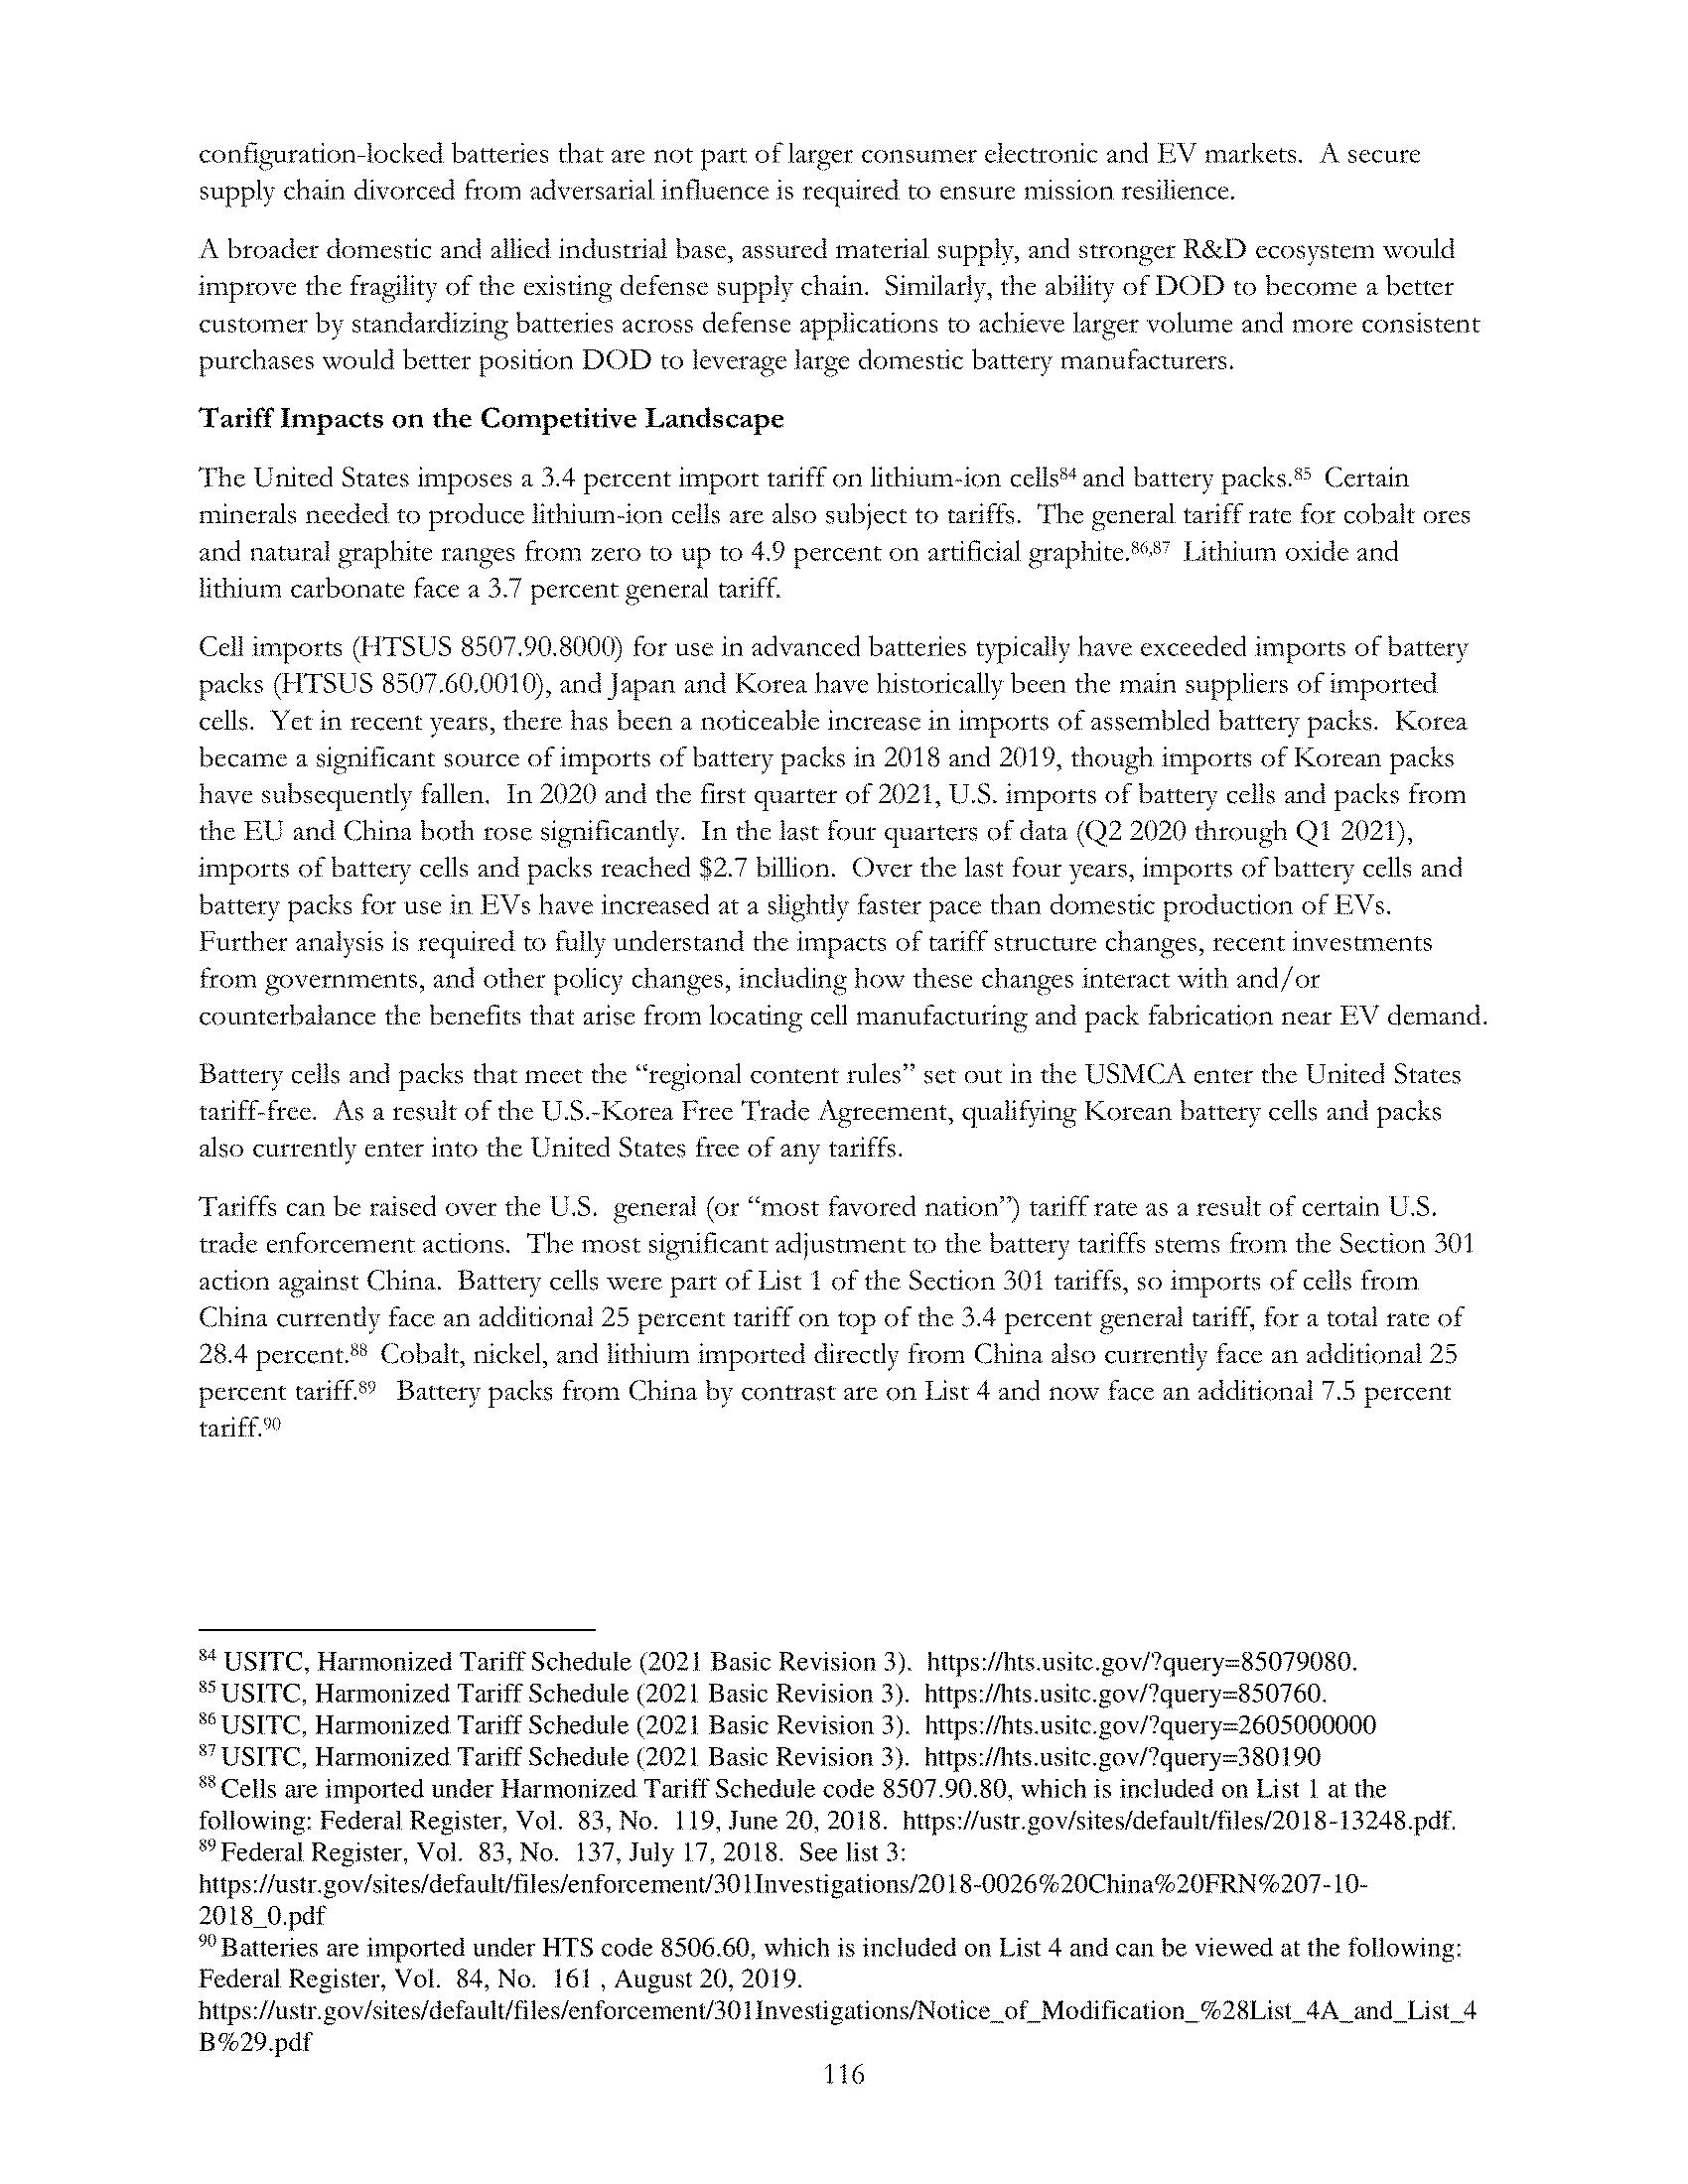 configuration-locked batteries that are not part of larger consumer electronic and EV markets.  A secure
supply chain divorced from adversarial influence is required to ensure mission resilience.
A broader domestic and allied industrial base, assured material supply, and stronger R&D ecosystem would
improve the fragility of the existing defense supply chain.  Similarly, the ability of DOD to become a better
customer by standardizing batteries across defense applications to achieve larger volume and more consistent
purchases would better position DOD to leverage large domestic battery manufacturers.
Tariff Impacts on the Competitive Landscape
The United States imposes a 3.4 percent import tariff on lithium-ion cells84 and battery packs.85  Certain
minerals needed to produce lithium-ion cells are also subject to tariffs.  The general tariff rate for cobalt ores
and natural graphite ranges from zero to up to 4.9 percent on artificial graphite.86,87  Lithium oxide and
lithium carbonate face a 3.7 percent general tariff.
Cell imports (HTSUS 8507.90.8000) for use in advanced batteries typically have exceeded imports of battery
packs (HTSUS 8507.60.0010), and Japan and Korea have historically been the main suppliers of imported
cells.  Yet in recent years, there has been a noticeable increase in imports of assembled battery packs.  Korea
became a significant source of imports of battery packs in 2018 and 2019, though imports of Korean packs
have subsequently fallen.  In 2020 and the first quarter of 2021, U.S. imports of battery cells and packs from
the EU and China both rose significantly.  In the last four quarters of data (Q2 2020 through Q1 2021),
imports of battery cells and packs reached $2.7 billion.  Over the last four years, imports of battery cells and
battery packs for use in EVs have increased at a slightly faster pace than domestic production of EVs.
Further analysis is required to fully understand the impacts of tariff structure changes, recent investments
from governments, and other policy changes, including how these changes interact with and/or
counterbalance the benefits that arise from locating cell manufacturing and pack fabrication near EV demand.
Battery cells and packs that meet the “regional content rules” set out in the USMCA enter the United States
tariff-free.  As a result of the U.S.-Korea Free Trade Agreement, qualifying Korean battery cells and packs
also currently enter into the United States free of any tariffs.
Tariffs can be raised over the U.S.  general (or “most favored nation”) tariff rate as a result of certain U.S.
trade enforcement actions.  The most significant adjustment to the battery tariffs stems from the Section 301
action against China.  Battery cells were part of List 1 of the Section 301 tariffs, so imports of cells from
China currently face an additional 25 percent tariff on top of the 3.4 percent general tariff, for a total rate of
28.4 percent.88  Cobalt, nickel, and lithium imported directly from China also currently face an additional 25
percent tariff.89   Battery packs from China by contrast are on List 4 and now face an additional 7.5 percent
tariff.90
84 USITC, Harmonized Tariff Schedule (2021 Basic Revision 3).  https://hts.usitc.gov/?query=85079080.
85 USITC, Harmonized Tariff Schedule (2021 Basic Revision 3).  https://hts.usitc.gov/?query=850760.
86 USITC, Harmonized Tariff Schedule (2021 Basic Revision 3).  https://hts.usitc.gov/?query=2605000000
87 USITC, Harmonized Tariff Schedule (2021 Basic Revision 3).  https://hts.usitc.gov/?query=380190
88 Cells are imported under Harmonized Tariff Schedule code 8507.90.80, which is included on List 1 at the
following: Federal Register, Vol.  83, No.  119, June 20, 2018.  https://ustr.gov/sites/default/files/2018-13248.pdf.
89 Federal Register, Vol.  83, No.  137, July 17, 2018.  See list 3:
https://ustr.gov/sites/default/files/enforcement/301Investigations/2018-0026%20China%20FRN%207-10-
2018_0.pdf
90 Batteries are imported under HTS code 8506.60, which is included on List 4 and can be viewed at the following:
Federal Register, Vol.  84, No.  161 , August 20, 2019.
https://ustr.gov/sites/default/files/enforcement/301Investigations/Notice_of_Modification_%28List_4A_and_List_4
B%29.pdf
116